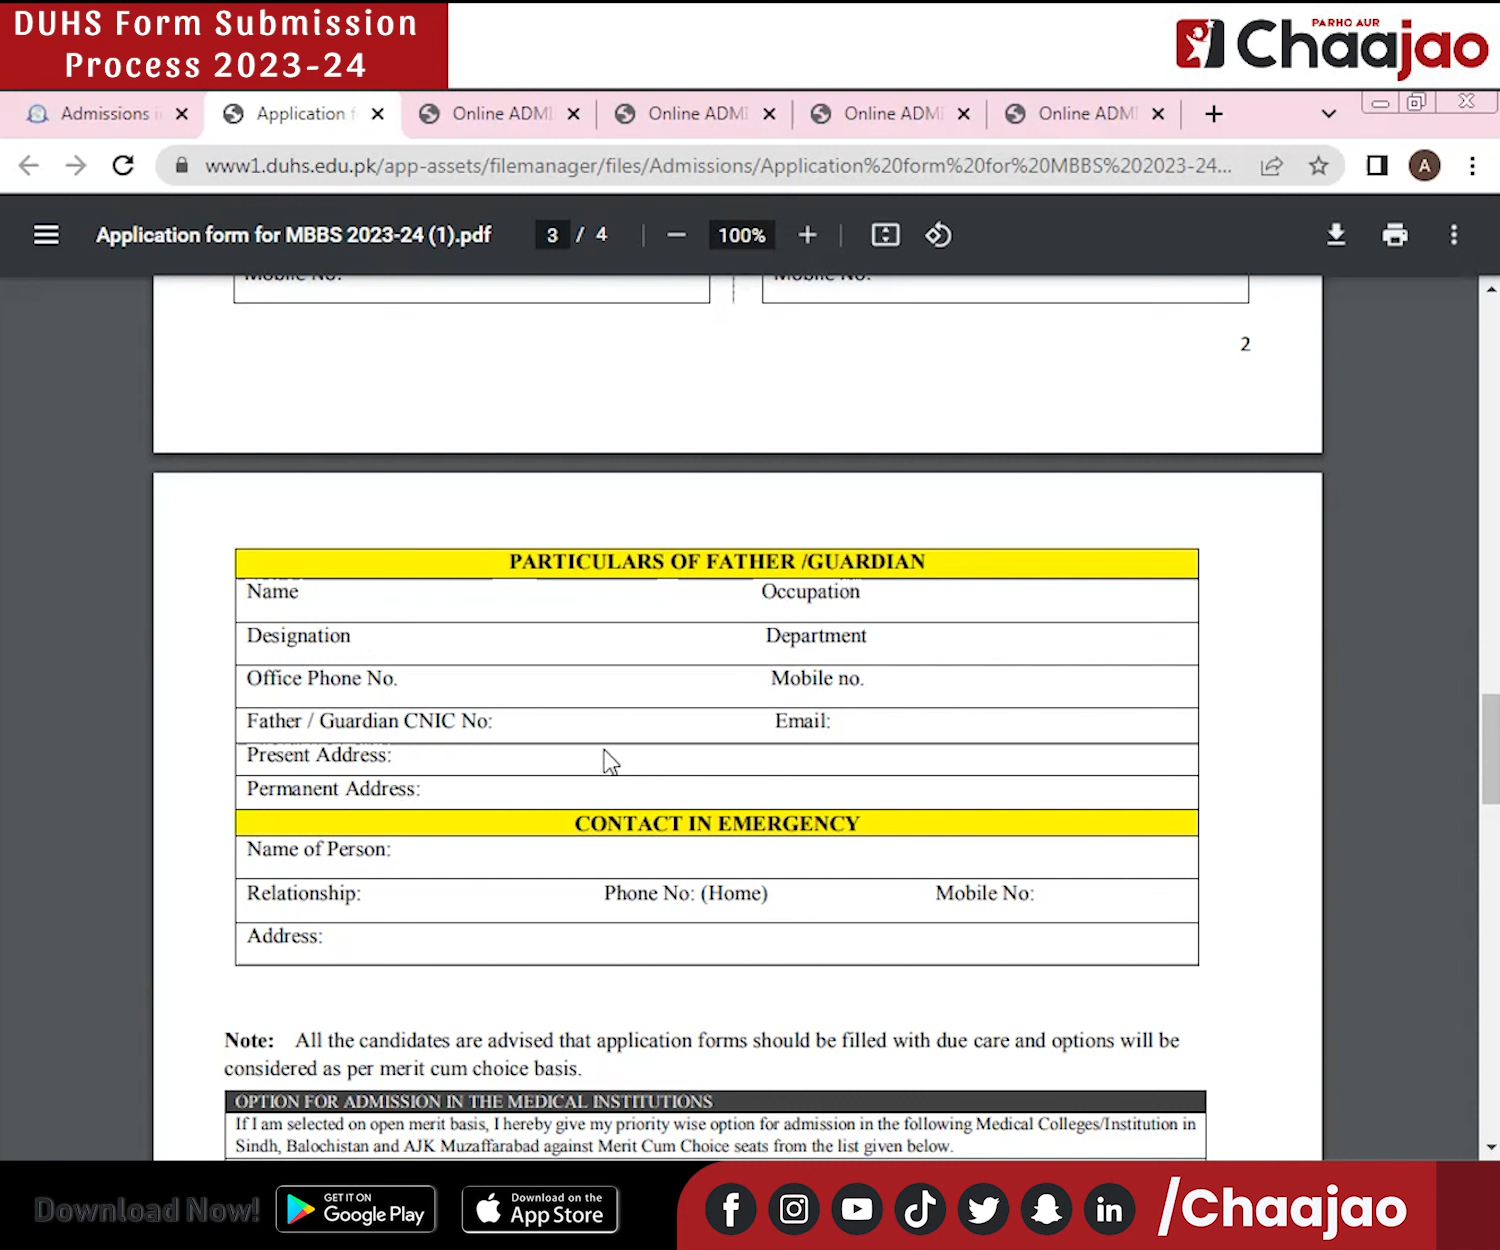 DUHS Form Submission
Process 2023-24
PARHO AUR
Chaajao
Admissions i
Application f
Online ADMI
Online ADMI
Online ADMI
Online ADMI
www1.duhs.edu.pk/app-assets/filemanager/files/Admissions/Application%20form%20for%20MBBS%202023-24...
A
Application form for MBBS 2023-24 (1).pdf
3 / 4
100%
Mobile No:
Mobile No:
2
PARTICULARS OF FATHER /GUARDIAN
Name Occupation
Designation Department
Office Phone No. Mobile no.
Father / Guardian CNIC No: Email:
Present Address:
Permanent Address:
CONTACT IN EMERGENCY
Name of Person:
Relationship: Phone No: (Home) Mobile No:
Address:
Note: All the candidates are advised that application forms should be filled with due care and options will be
considered as per merit cum choice basis.
OPTION FOR ADMISSION IN THE MEDICAL INSTITUTIONS
If I am selected on open merit basis, I hereby give my priority wise option for admission in the following Medical Colleges/Institution in
Sindh, Balochistan and AJK Muzaffarabad against Merit Cum Choice seats from the list given below.
Download Now!
GET IT ON
Google Play
Download on the
App Store
/Chaajao